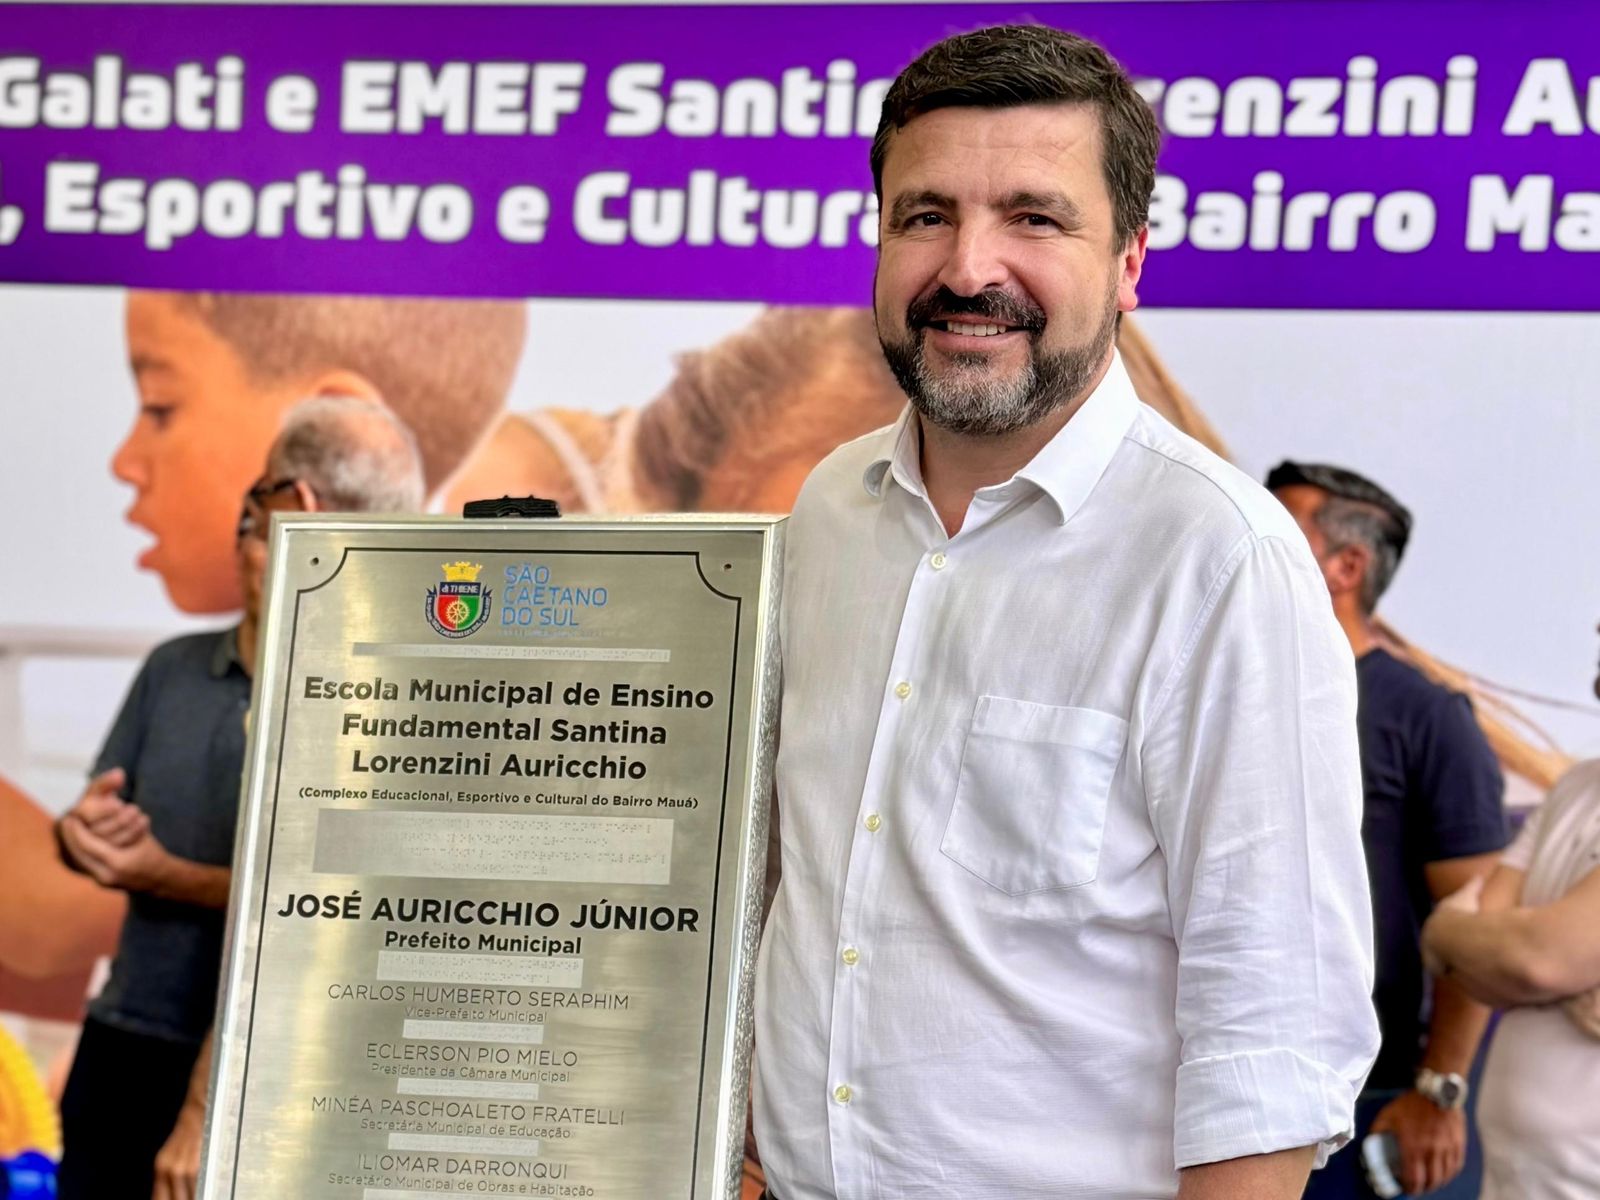 Galati e EMEF Santin renzini Au
, Esportivo e Cultura Bairro Ma
di THIENE
SÃO
CAETANO
DO SUL
Escola Municipal de Ensino
Fundamental Santina
Lorenzini Auricchio
(Complexo Educacional, Esportivo e Cultural do Bairro Mauá)
JOSÉ AURICCHIO JÚNIOR
Prefeito Municipal
CARLOS HUMBERTO SERAPHIM
Vice-Prefeito Municipal
ECLERSON PIO MIELO
Presidente da Câmara Municipal
MINÉA PASCHOALETO FRATELLI
Secretária Municipal de Educação
ILIOMAR DARRONQUI
Secretário Municipal de Obras e Habitação